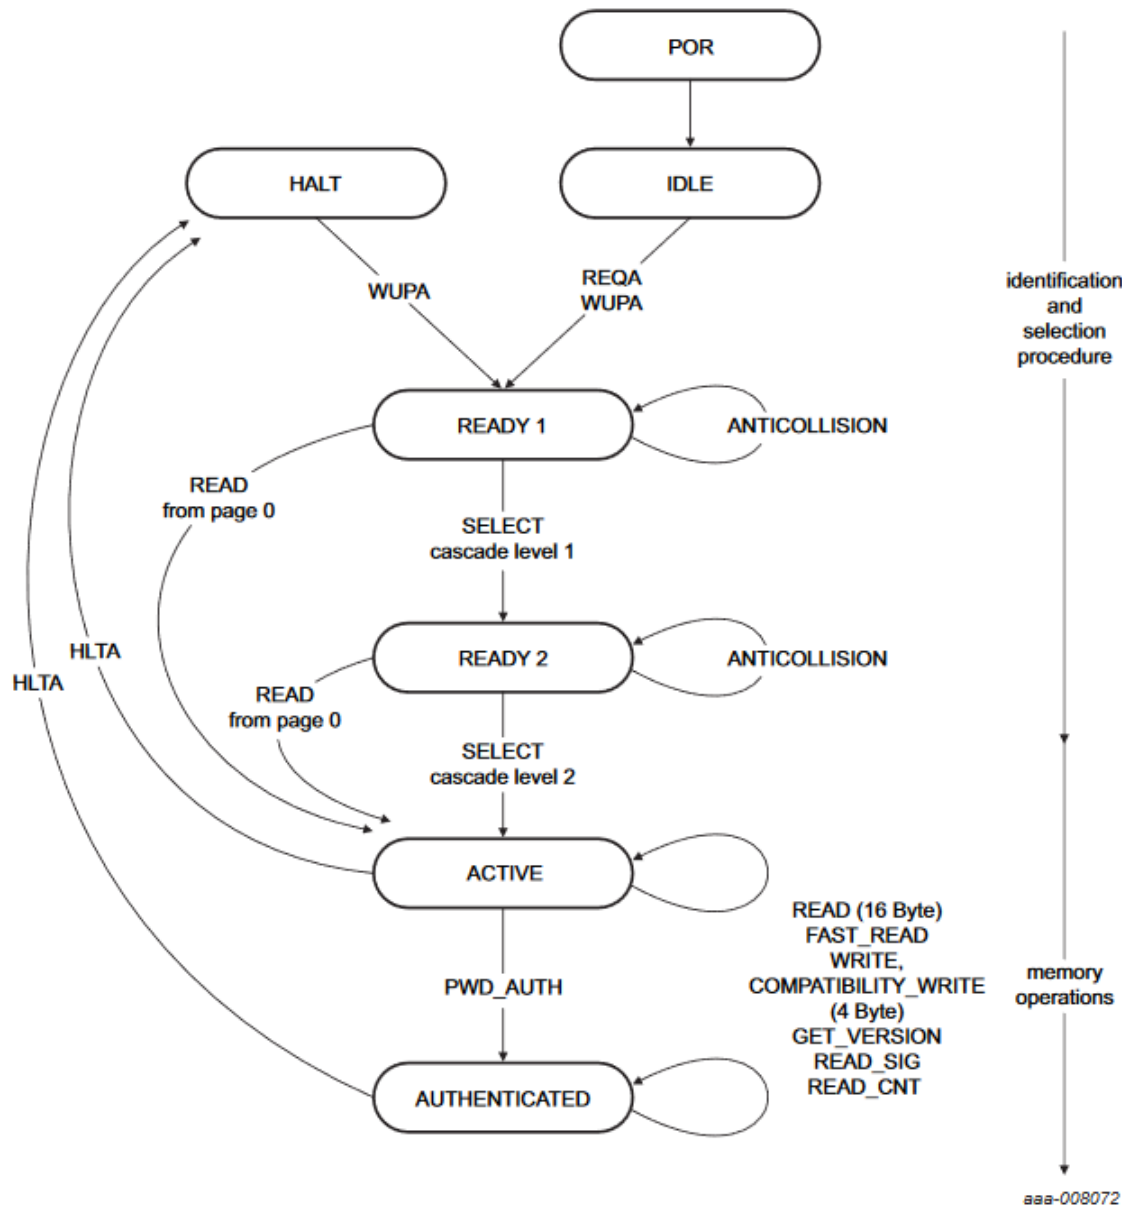 POR
HALT
IDLE
WUPA
REQA
WUPA
identification
and
selection
procedure
READY 1
ANTICOLLISION
READ
from page 0
SELECT
cascade level 1
HLTA
HLTA
READY 2
ANTICOLLISION
READ
from page 0
SELECT
cascade level 2
ACTIVE
READ (16 Byte)
FAST_READ
WRITE,
COMPATIBILITY_WRITE
(4 Byte)
GET_VERSION
READ_SIG
READ_CNT
memory
operations
PWD_AUTH
AUTHENTICATED
aaa-008072